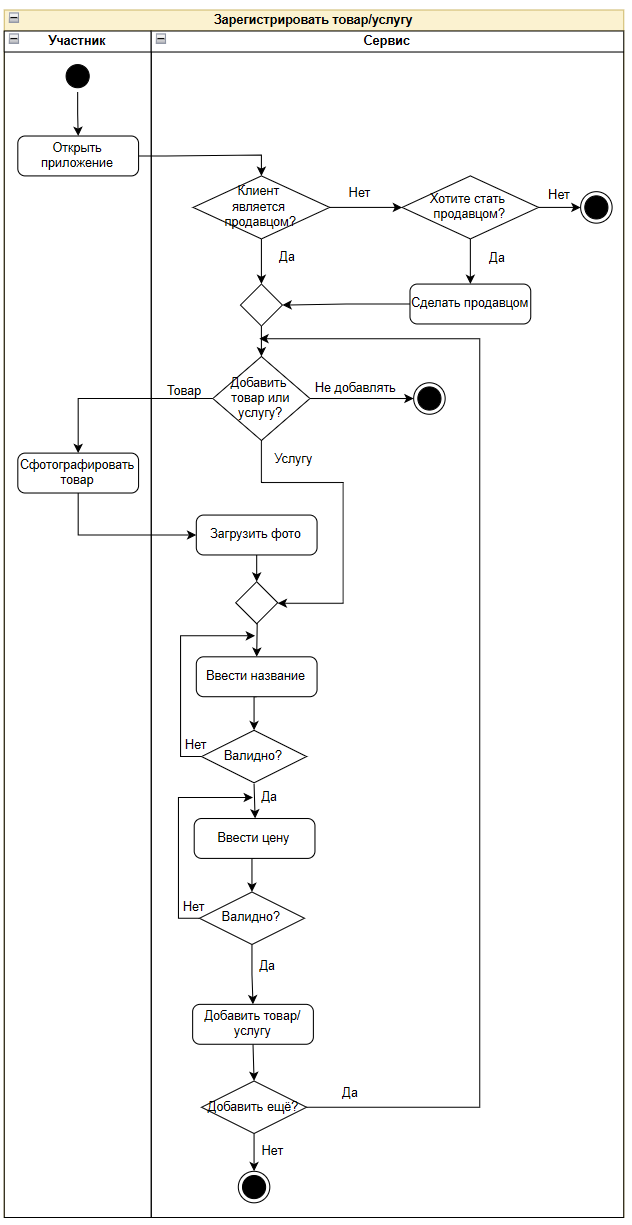 Зарегистрировать товар/услугу
Участник
Сервис
Открыть
приложение
Клиент
является
продавцом?
Нет
Хотите стать
продавцом?
Нет
Да
Да
Сделать продавцом
Товар
Добавить
товар или
услугу?
Не добавлять
Услугу
Сфотографировать
товар
Загрузить фото
Ввести название
Нет
Валидно?
Да
Ввести цену
Нет
Валидно?
Да
Добавить товар/
услугу
Добавить ещё?
Да
Нет